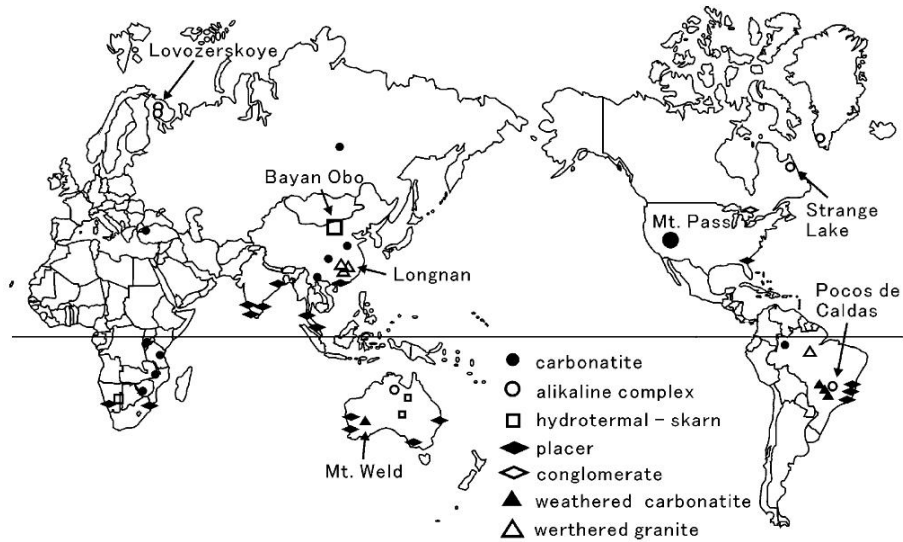 Lovozerskoye
Bayan Obo
Longnan
Mt. Pass
Strange
Lake
Pocos de
Caldas
Mt. Weld
carbonatite
alikaline complex
hydrotermal - skarn
placer
conglomerate
weathered carbonatite
werthered granite